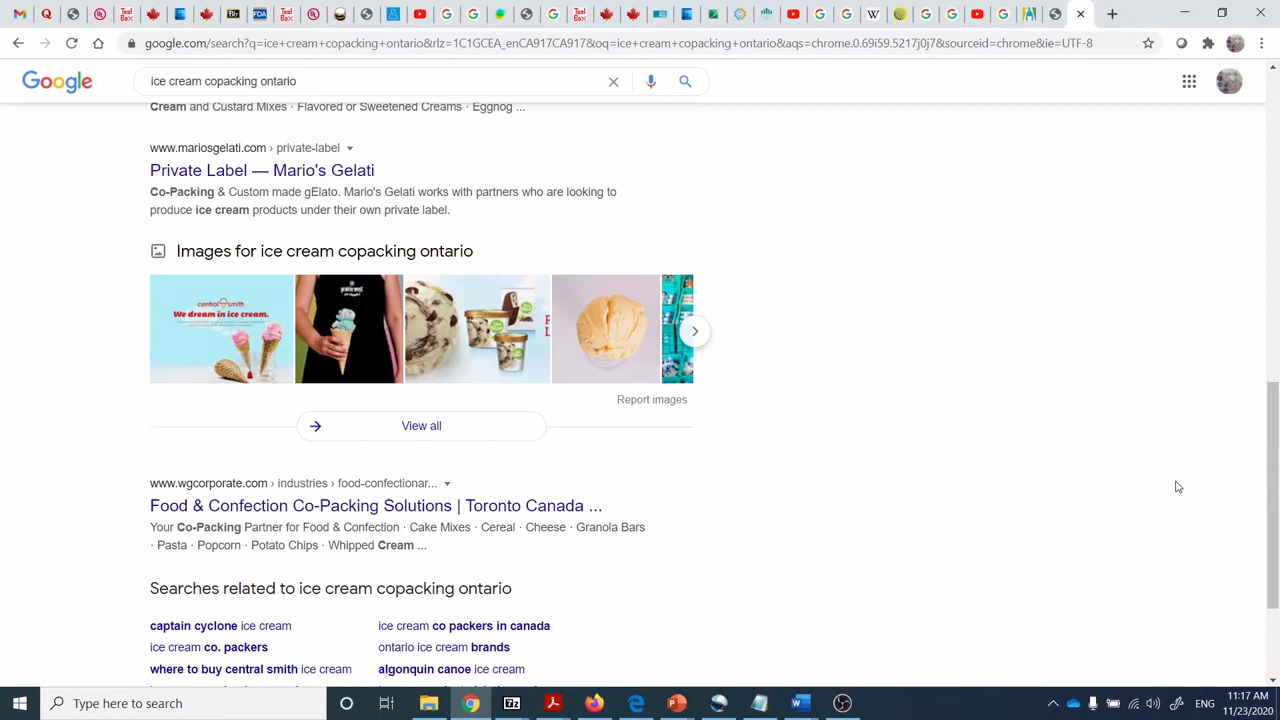 google.com/search?q=ice+cream+copacking+ontario&rlz=1C1GCEA_enCA917CA917&oq=ice+cream+copacking+ontario&aqs=chrome.0.69i59.5217j0j7&sourceid=chrome&ie=UTF-8
Google
ice cream copacking ontario
Cream and Custard Mixes · Flavored or Sweetened Creams · Eggnog ...
www.mariosgelati.com › private-label
Private Label — Mario's Gelati
Co-Packing & Custom made gElato. Mario's Gelati works with partners who are looking to
produce ice cream products under their own private label.
Images for ice cream copacking ontario
central smith
We dream in ice cream.
Report images
View all
www.wgcorporate.com › industries › food-confectionar...
Food & Confection Co-Packing Solutions | Toronto Canada ...
Your Co-Packing Partner for Food & Confection · Cake Mixes · Cereal · Cheese · Granola Bars
· Pasta · Popcorn · Potato Chips · Whipped Cream ...
Searches related to ice cream copacking ontario
captain cyclone ice cream
ice cream co packers in canada
ice cream co. packers
ontario ice cream brands
where to buy central smith ice cream
algonquin canoe ice cream
Type here to search
ENG
11:17 AM
11/23/2020